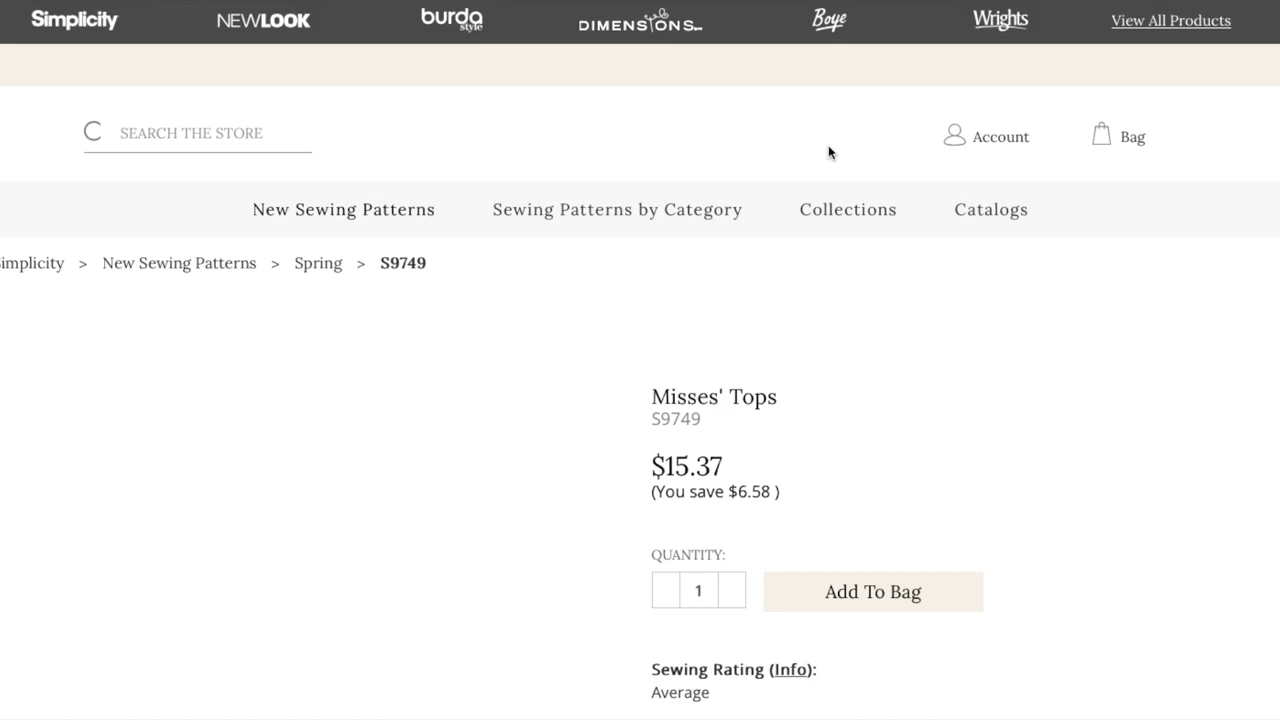 Simplicity NEWLOOK burda style DIMENSIONS Boye Wrights View All Products
SEARCH THE STORE
Account Bag
New Sewing Patterns Sewing Patterns by Category Collections Catalogs
implicity > New Sewing Patterns > Spring > S9749
Misses' Tops
S9749
$15.37
(You save $6.58 )
QUANTITY:
1 Add To Bag
Sewing Rating (Info):
Average